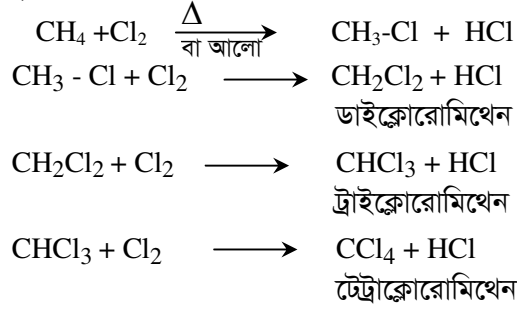 CH₄ +Cl₂ Δ বা আলো → CH₃-Cl + HCl
CH₃ - Cl + Cl₂ → CH₂Cl₂ + HCl
ডাইক্লোরোমিথেন
CH₂Cl₂ + Cl₂ → CHCl₃ + HCl
ট্রাইক্লোরোমিথেন
CHCl₃ + Cl₂ → CCl₄ + HCl
টেট্রাক্লোরোমিথেন